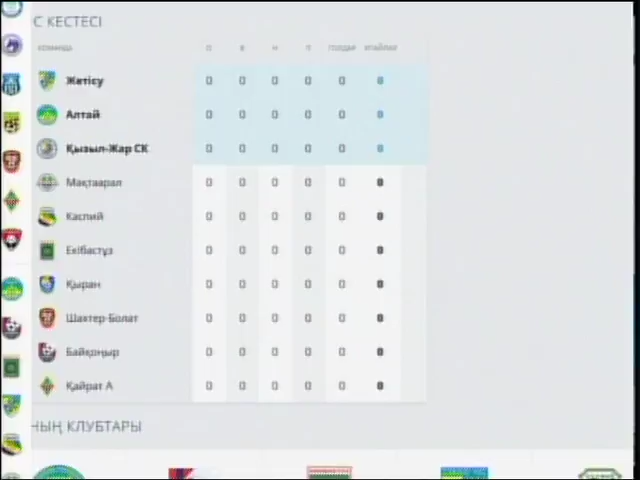 С КЕСТЕСІ
КОМАНДА О В Н П ГОЛДАР ҰПАЙЛАР
Жетісу 0 0 0 0 0 0
Алтай 0 0 0 0 0 0
Қызыл-Жар СК 0 0 0 0 0 0
Мақтаарал 0 0 0 0 0 0
Каспий 0 0 0 0 0 0
Екібастұз 0 0 0 0 0 0
Қыран 0 0 0 0 0 0
Шахтер-Болат 0 0 0 0 0 0
Байқоңыр 0 0 0 0 0 0
Қайрат А 0 0 0 0 0 0
НЫҢ КЛУБТАРЫ